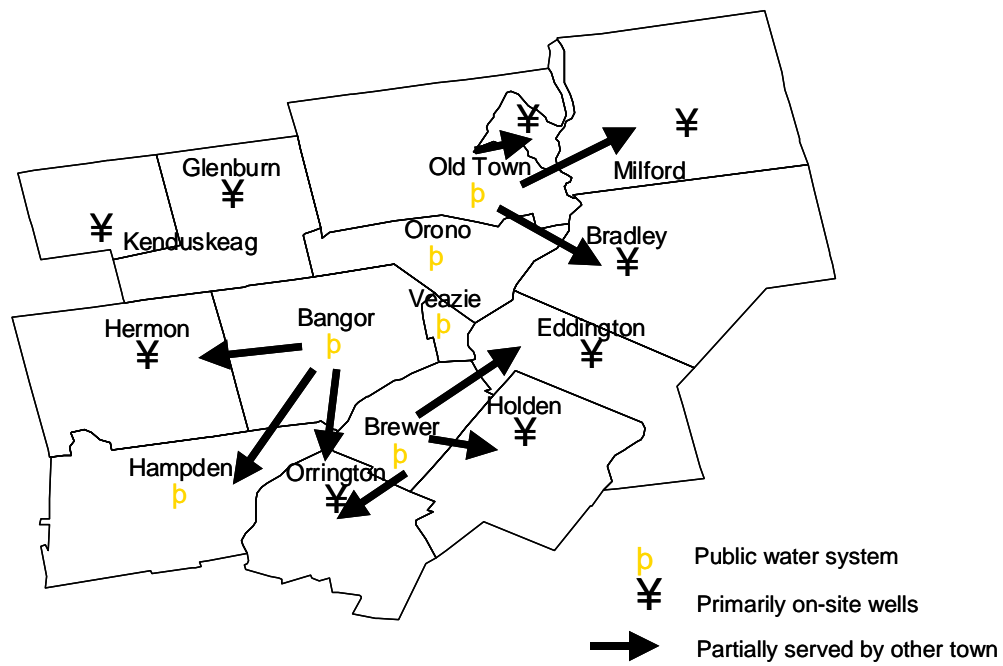 ¥
¥
Glenburn
¥
Old Town
þ
Milford
¥
Kenduskeag
Orono
þ
Bradley
¥
Veazie
þ
Hermon
¥
Bangor
þ
Eddington
¥
Holden
¥
Brewer
þ
Hampden
þ
Orrington
¥
þ Public water system
¥ Primarily on-site wells
Partially served by other town